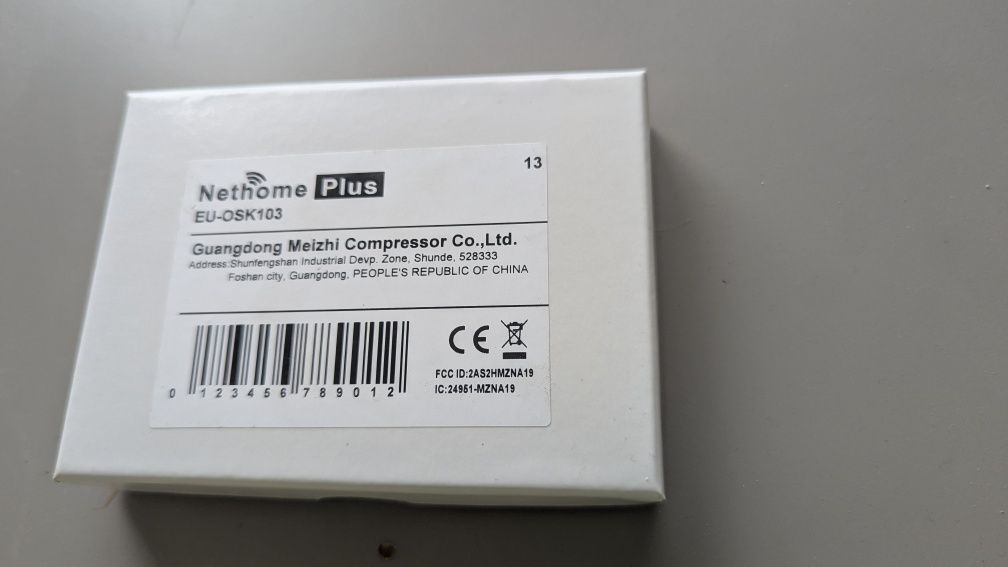 13
Nethome Plus
EU-OSK103
Guangdong Meizhi Compressor Co.,Ltd.
Address:Shunfengshan Industrial Devp. Zone, Shunde, 528333
Foshan city, Guangdong, PEOPLE'S REPUBLIC OF CHINA
CE
FCC ID:2AS2HMZNA19
IC:24951-MZNA19
0 123456 789012